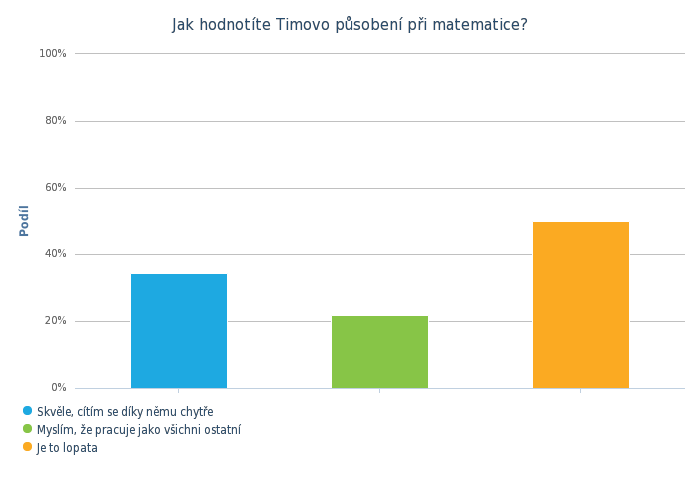 Jak hodnotíte Timovo působení při matematice?
100%
80%
60%
40%
20%
0%
Podíl
Skvěle, cítím se díky němu chytře
Myslím, že pracuje jako všichni ostatní
Je to lopata